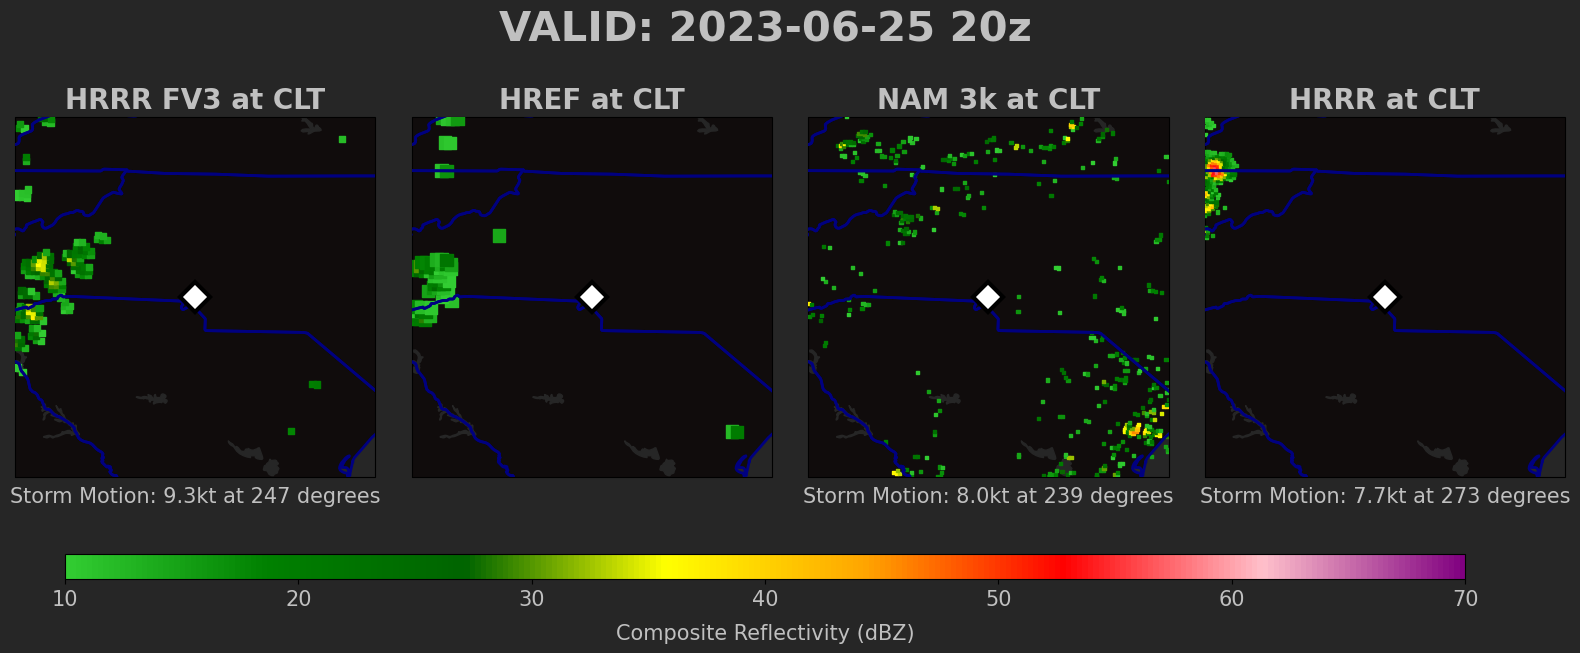 VALID: 2023-06-25 20z
HRRR FV3 at CLT
HREF at CLT
NAM 3k at CLT
HRRR at CLT
Storm Motion: 9.3kt at 247 degrees
Storm Motion: 8.0kt at 239 degrees
Storm Motion: 7.7kt at 273 degrees
10 20 30 40 50 60 70
Composite Reflectivity (dBZ)